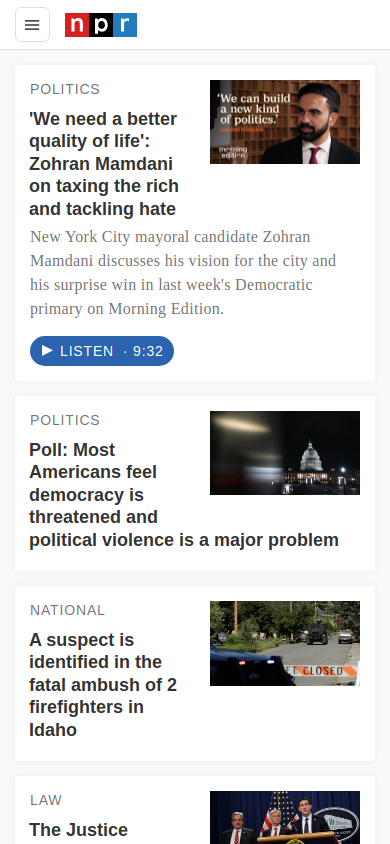 npr
POLITICS
'We need a better
quality of life':
Zohran Mamdani
on taxing the rich
and tackling hate
'We can build
a new kind
of politics.'
ZOHRAN MAMDANI
morning
edition
New York City mayoral candidate Zohran
Mamdani discusses his vision for the city and
his surprise win in last week's Democratic
primary on Morning Edition.
LISTEN · 9:32
POLITICS
Poll: Most
Americans feel
democracy is
threatened and
political violence is a major problem
NATIONAL
A suspect is
identified in the
fatal ambush of 2
firefighters in
Idaho
CLOSED
LAW
The Justice